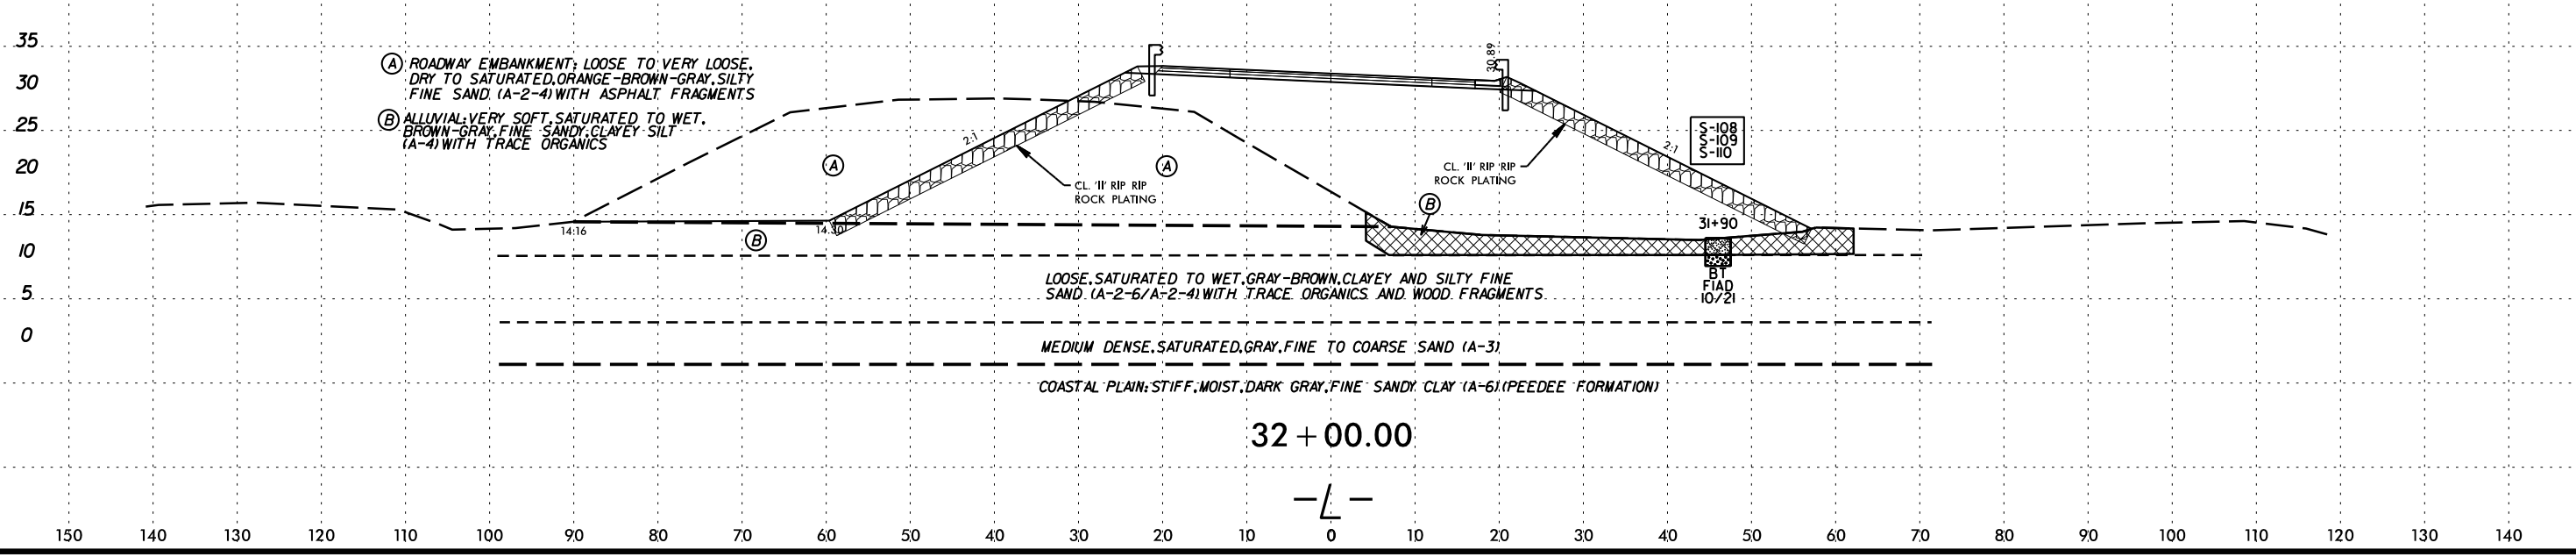 35
30
25
20
15
10
5
0
(A) ROADWAY EMBANKMENT: LOOSE TO VERY LOOSE,
DRY TO SATURATED, ORANGE-BROWN-GRAY, SILTY
FINE SAND (A-2-4) WITH ASPHALT FRAGMENTS
(B) ALLUVIAL: VERY SOFT, SATURATED TO WET,
BROWN-GRAY, FINE SANDY, CLAYEY SILT
(A-4) WITH TRACE ORGANICS
30.89
2:1
2:1
S-108
S-109
S-110
A
A
CL. 'II' RIP RIP
ROCK PLATING
CL. 'II' RIP RIP
ROCK PLATING
B
B
14.16
14.30
31+90
BT
FIAD
10/21
LOOSE, SATURATED TO WET, GRAY-BROWN, CLAYEY AND SILTY FINE
SAND (A-2-6/A-2-4) WITH TRACE ORGANICS AND WOOD FRAGMENTS
MEDIUM DENSE, SATURATED, GRAY, FINE TO COARSE SAND (A-3)
COASTAL PLAIN: STIFF, MOIST, DARK GRAY, FINE SANDY CLAY (A-6) (PEEDEE FORMATION)
32+00.00
-L-
150 140 130 120 110 100 90 80 70 60 50 40 30 20 10 0 10 20 30 40 50 60 70 80 90 100 110 120 130 140